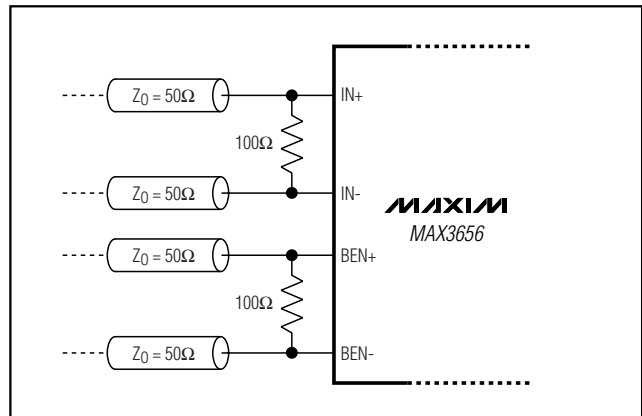 Z0 = 50Ω
IN+
100Ω
Z0 = 50Ω
IN-
MAXIM
MAX3656
Z0 = 50Ω
BEN+
100Ω
Z0 = 50Ω
BEN-